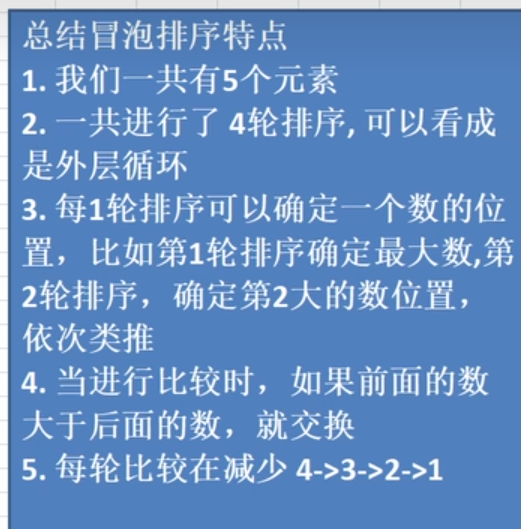 总结冒泡排序特点
1. 我们一共有5个元素
2. 一共进行了 4轮排序, 可以看成
是外层循环
3. 每1轮排序可以确定一个数的位
置，比如第1轮排序确定最大数,第
2轮排序，确定第2大的数位置，
依次类推
4. 当进行比较时，如果前面的数
大于后面的数，就交换
5. 每轮比较在减少 4->3->2->1